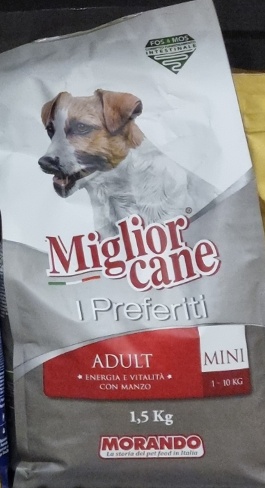 FOS & MOS
INTESTINALE
Miglior
cane
I Preferiti
ADULT
ENERGIA E VITALITÀ
CON MANZO
MINI
1 - 10 KG
1,5 Kg
MORANDO
La storia del pet food in Italia